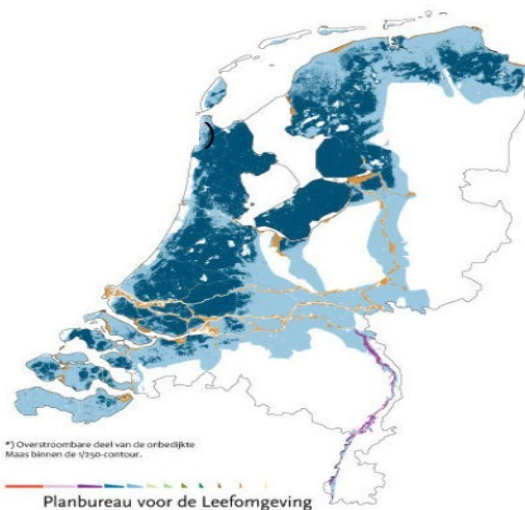 *) Overstroombare deel van de onbedijkte
Maas binnen de 1/250-contour.
Planbureau voor de Leefomgeving